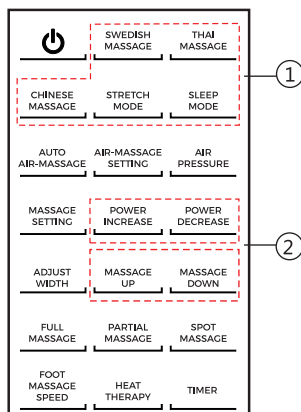 SWEDISH
MASSAGE
THAI
MASSAGE
1
CHINESE
MASSAGE
STRETCH
MODE
SLEEP
MODE
AUTO
AIR-MASSAGE
AIR-MASSAGE
SETTING
AIR
PRESSURE
MASSAGE
SETTING
POWER
INCREASE
POWER
DECREASE
2
ADJUST
WIDTH
MASSAGE
UP
MASSAGE
DOWN
FULL
MASSAGE
PARTIAL
MASSAGE
SPOT
MASSAGE
FOOT
MASSAGE
SPEED
HEAT
THERAPY
TIMER